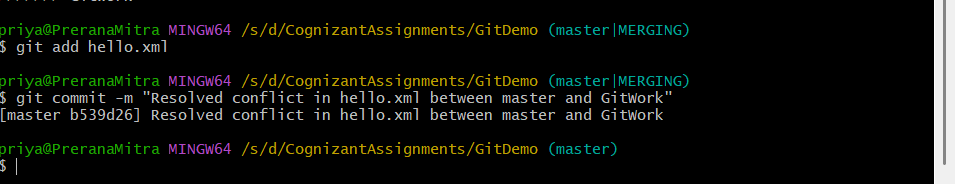 priya@PreranaMitra MINGW64 /s/d/CognizantAssignments/GitDemo (master|MERGING)
$ git add hello.xml
priya@PreranaMitra MINGW64 /s/d/CognizantAssignments/GitDemo (master|MERGING)
$ git commit -m "Resolved conflict in hello.xml between master and GitWork"
[master b539d26] Resolved conflict in hello.xml between master and GitWork
priya@PreranaMitra MINGW64 /s/d/CognizantAssignments/GitDemo (master)
$